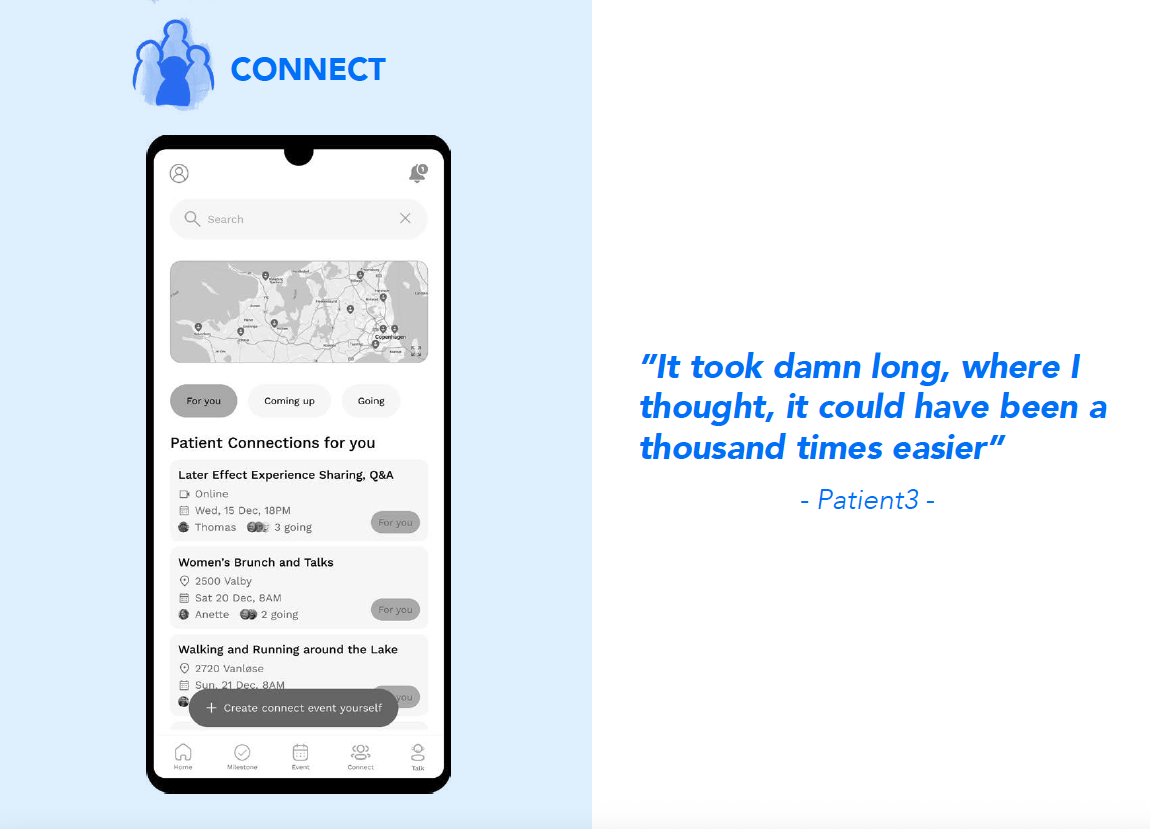 CONNECT
1
Search
Copenhagen
For you
Coming up
Going
Patient Connections for you
Later Effect Experience Sharing, Q&A
Online
Wed, 15 Dec, 18PM
Thomas 3 going
For you
Women's Brunch and Talks
2500 Valby
Sat 20 Dec, 8AM
Anette 2 going
For you
Walking and Running around the Lake
2720 Vanløse
Sun, 21 Dec, 8AM
you
+ Create connect event yourself
Home
Milestone
Event
Connect
Talk
”It took damn long, where I
thought, it could have been a
thousand times easier”
- Patient3 -